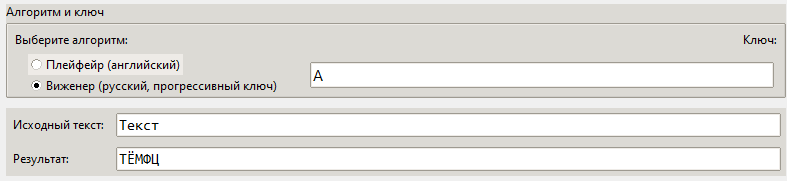 Алгоритм и ключ
Выберите алгоритм:
Ключ:
Плейфейр (английский)
Виженер (русский, прогрессивный ключ)
А
Исходный текст:
Текст
Результат:
ТЁМФЦ